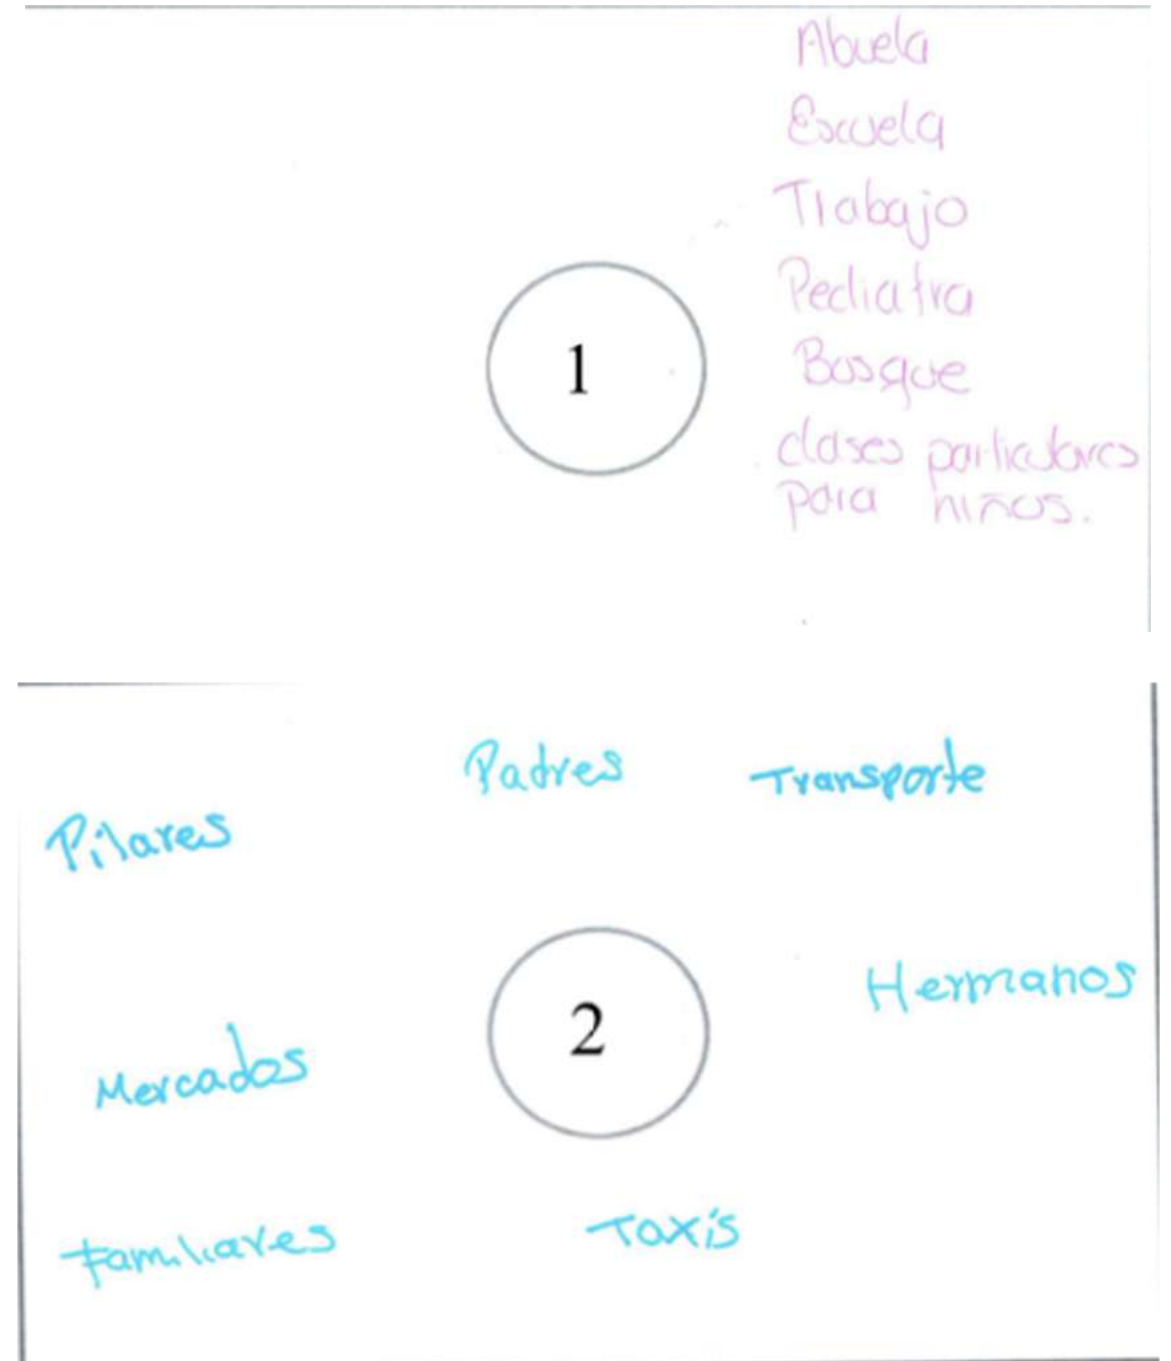 Abuela
Escuela
Trabajo
Pediatra
Bosque
clases particulares
para niños.
1
Padres
Transporte
Pilares
Hermanos
2
Mercados
Familiares
Taxis